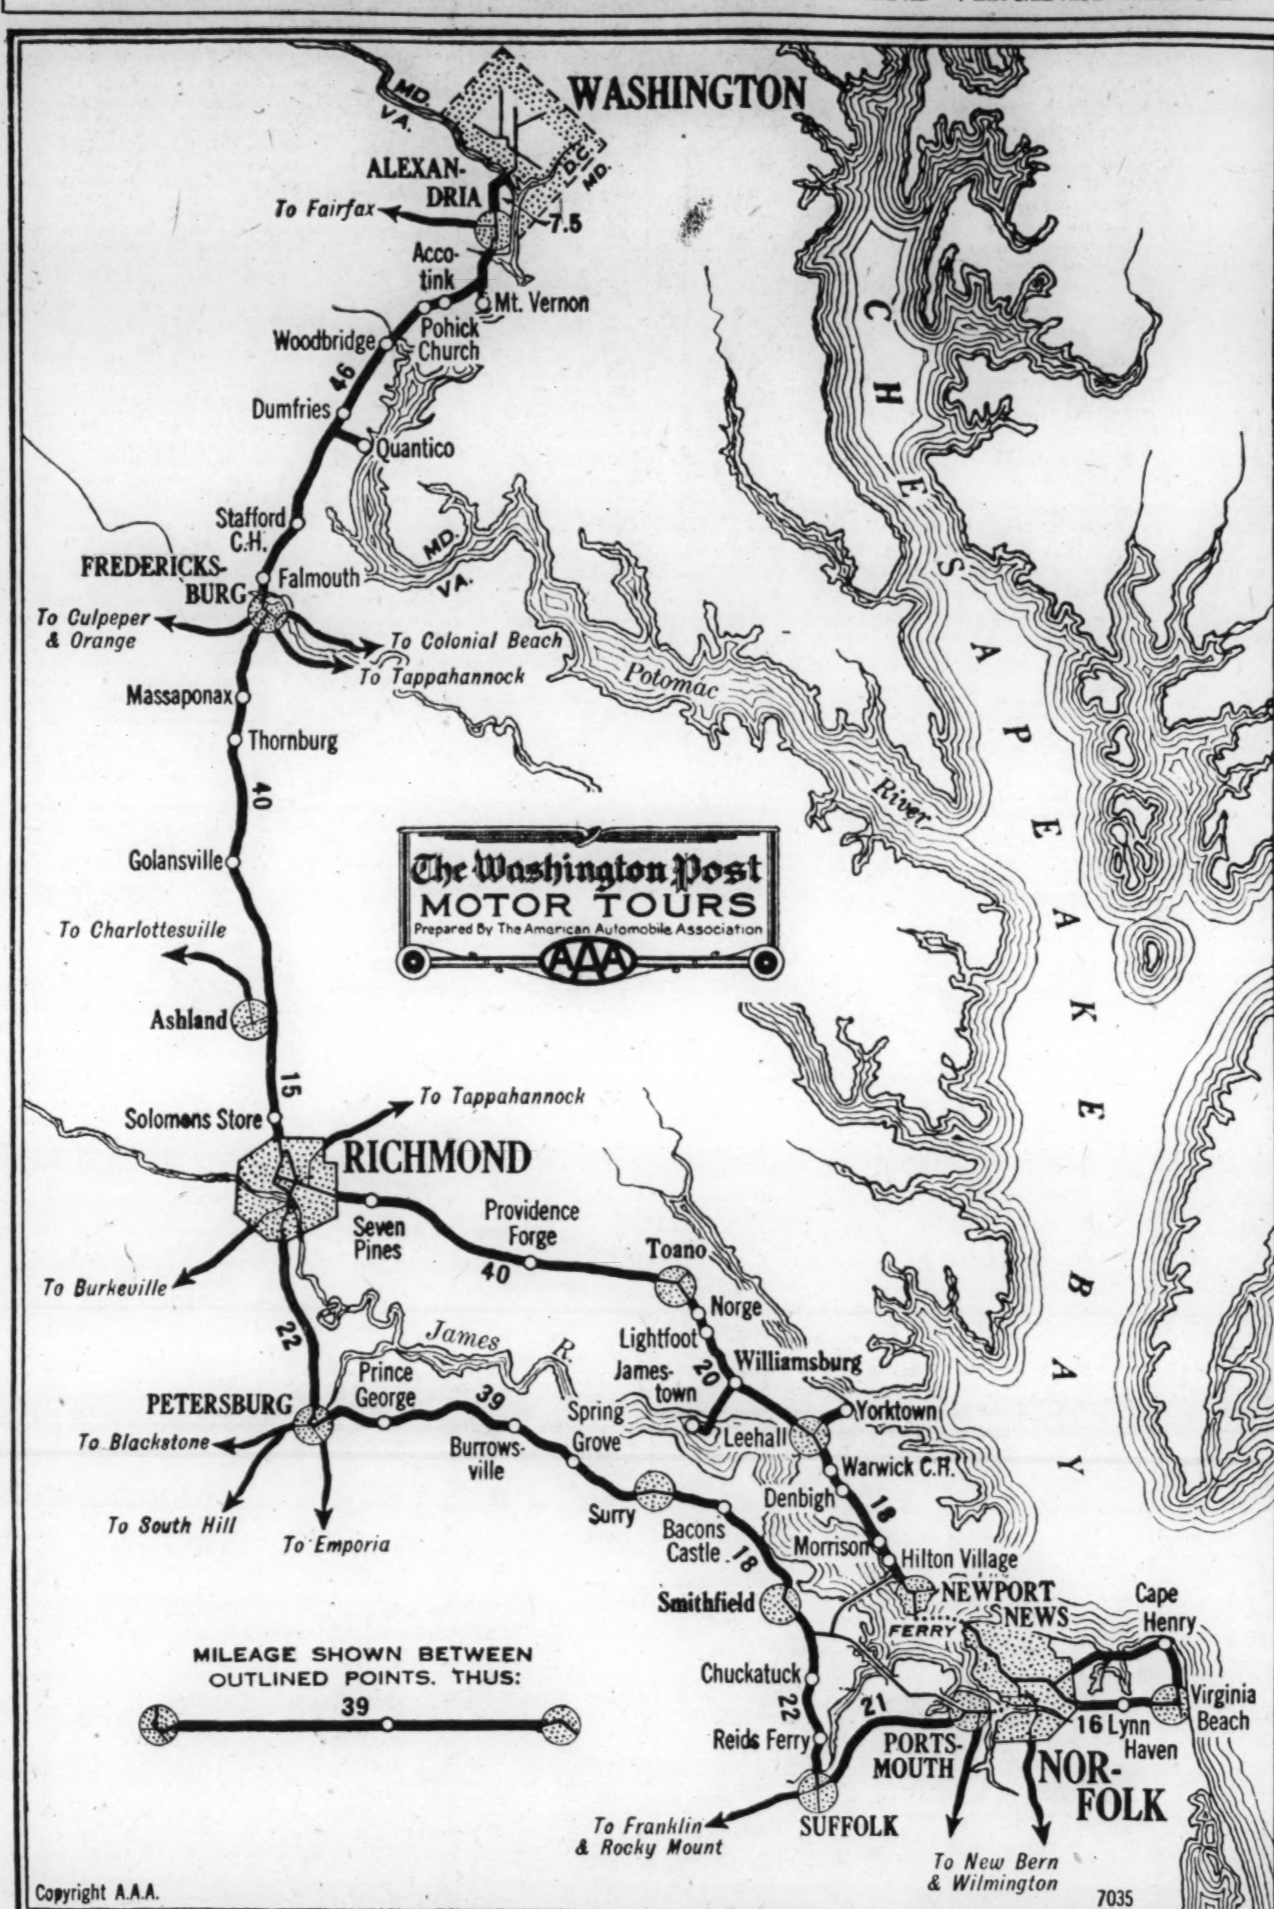 WASHINGTON
MD.
VA.
D.C.
MD.
ALEXAN-
DRIA
To Fairfax
7.5
Acco-
tink
Mt. Vernon
Pohick
Church
Woodbridge
46
Dumfries
Quantico
Stafford
C.H.
MD.
VA.
FREDERICKS-
BURG
Falmouth
To Culpeper
& Orange
To Colonial Beach
To Tappahannock
Massaponax
Thornburg
40
Potomac
River
CHESAPEAKE BAY
Golansville
The Washington Post
MOTOR TOURS
Prepared By The American Automobile Association
AAA
To Charlottesville
Ashland
15
Solomons Store
To Tappahannock
RICHMOND
Seven
Pines
Providence
Forge
40
Toano
To Burkeville
22
James R.
Norge
Lightfoot
20
Williamsburg
James-
town
Yorktown
Leehall
Prince
George
PETERSBURG
39
Burrows-
ville
Spring
Grove
To Blackstone
To South Hill
To Emporia
Surry
Bacons
Castle
18
Warwick C.H.
Denbigh
18
Morrison
Hilton Village
Smithfield
NEWPORT
NEWS
FERRY
Cape
Henry
MILEAGE SHOWN BETWEEN
OUTLINED POINTS. THUS:
39
Chuckatuck
22
21
Reids Ferry
PORTS-
MOUTH
16
Lynn
Haven
Virginia
Beach
NOR-
FOLK
SUFFOLK
To Franklin
& Rocky Mount
To New Bern
& Wilmington
Copyright A.A.A.
7035